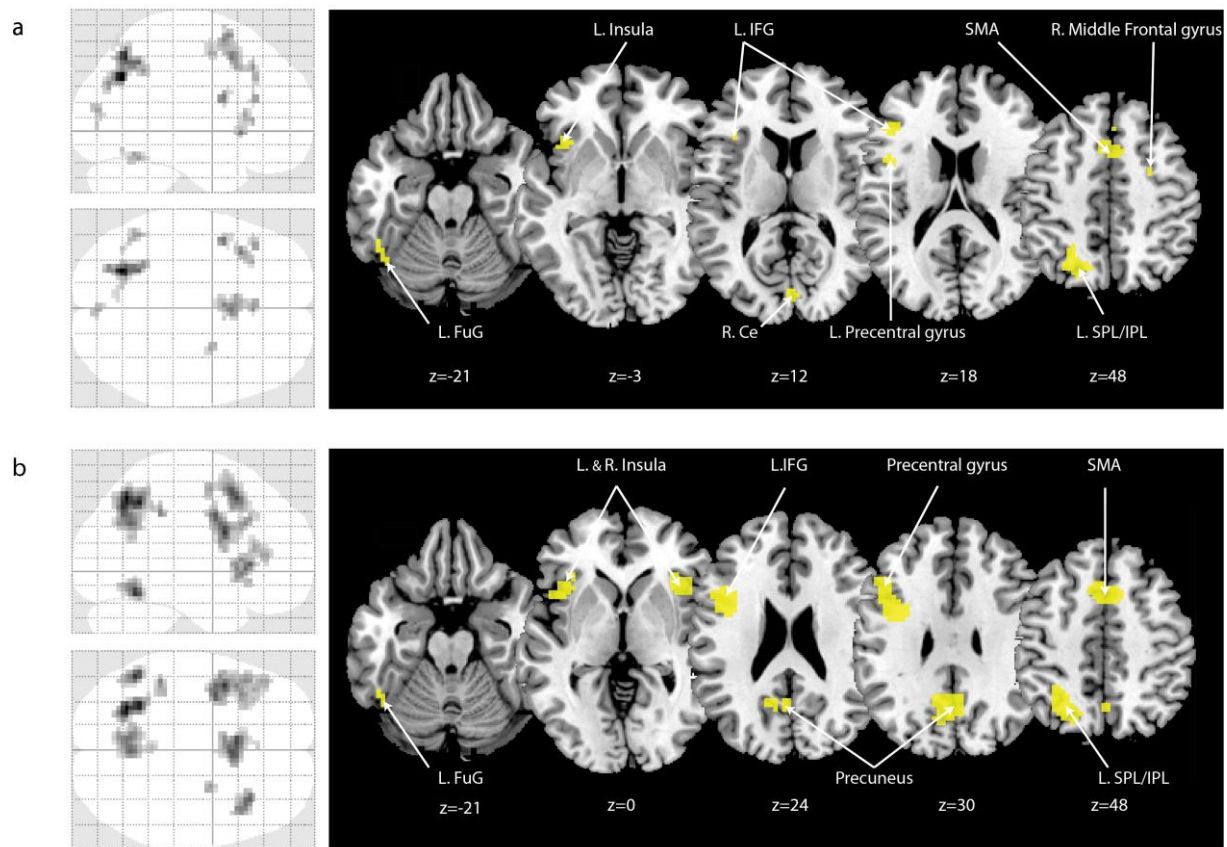 a
L. Insula
L. IFG
SMA
R. Middle Frontal gyrus
L. FuG
R. Ce
L. Precentral gyrus
L. SPL/IPL
z=-21
z=-3
z=12
z=18
z=48
b
L. & R. Insula
L.IFG
Precentral gyrus
SMA
L. FuG
Precuneus
L. SPL/IPL
z=-21
z=0
z=24
z=30
z=48